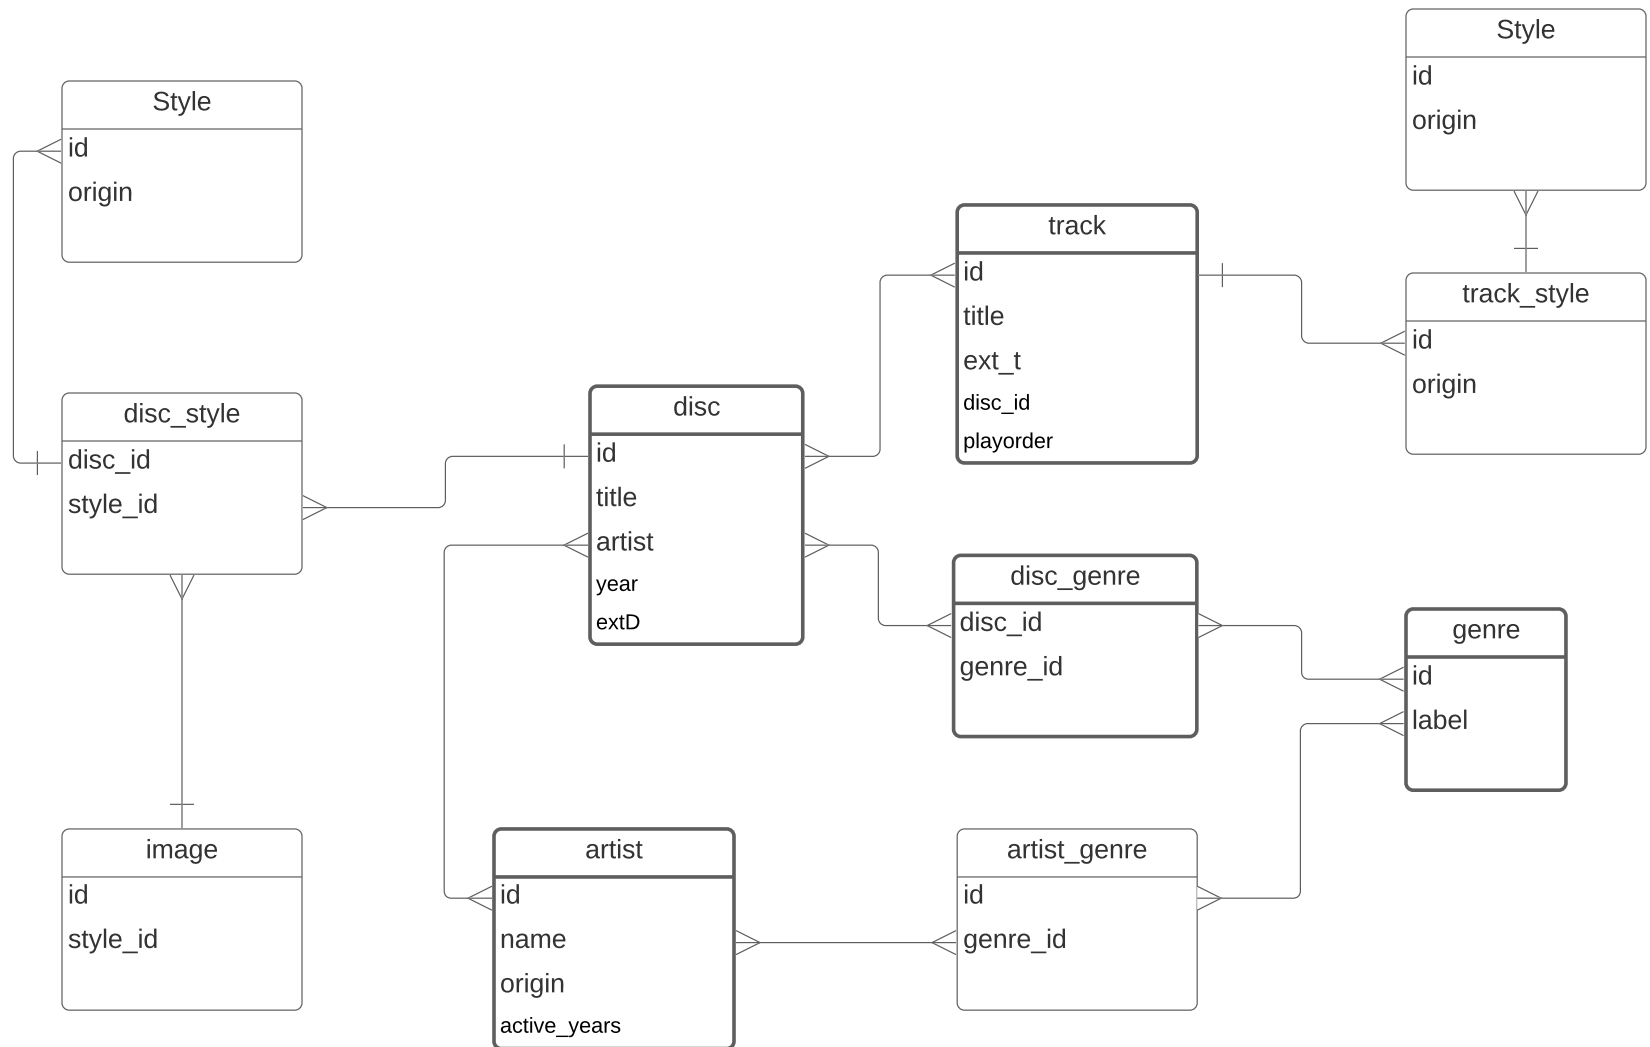 Style
id
origin
Style
id
origin
track
id
title
ext_t
disc_id
playorder
track_style
id
origin
disc_style
disc_id
style_id
disc
id
title
artist
year
extD
disc_genre
disc_id
genre_id
genre
id
label
image
id
style_id
artist
id
name
origin
active_years
artist_genre
id
genre_id